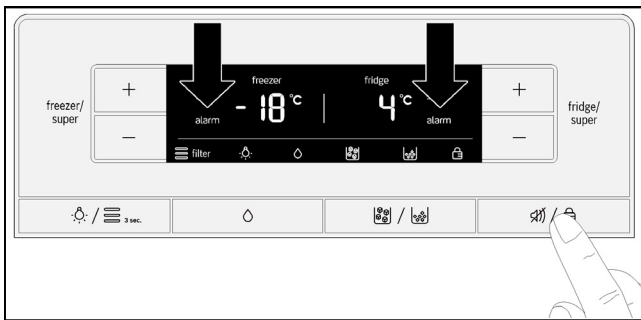 freezer
fridge
alarm
-18 °C
4 °C
alarm
freezer/
super
+
−
+
−
fridge/
super
filter
/
3 sec.
/
/